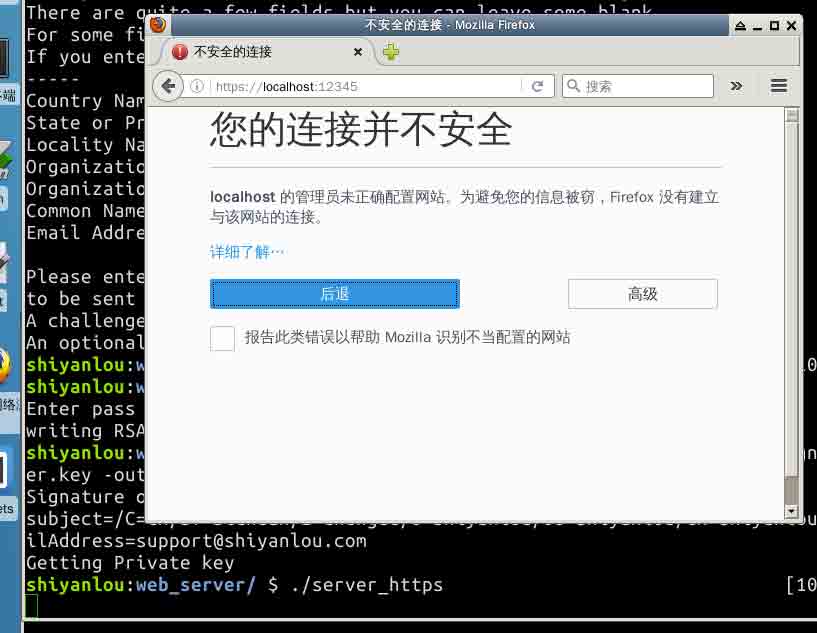 There are quite a few fields but you can leave some blank
不安全的连接 - Mozilla Firefox
For some fi
不安全的连接
If you ente
-----
https://localhost:12345
搜索
端
Country Nam
State or Pr
Locality Na
Organizatio
Organizatio
Common Name
Email Addre
您的连接并不安全
localhost 的管理员未正确配置网站。为避免您的信息被窃，Firefox 没有建立
与该网站的连接。
详细了解…
后退
高级
报告此类错误以帮助 Mozilla 识别不当配置的网站
Please ente
to be sent
A challenge
An optional
shiyanlou:w
shiyanlou:w
Enter pass
writing RSA
shiyanlou:w
er.key -out
Signature o
ilAddress=support@shiyanlou.com
Getting Private key
shiyanlou:web_server/ $ ./server_https [10